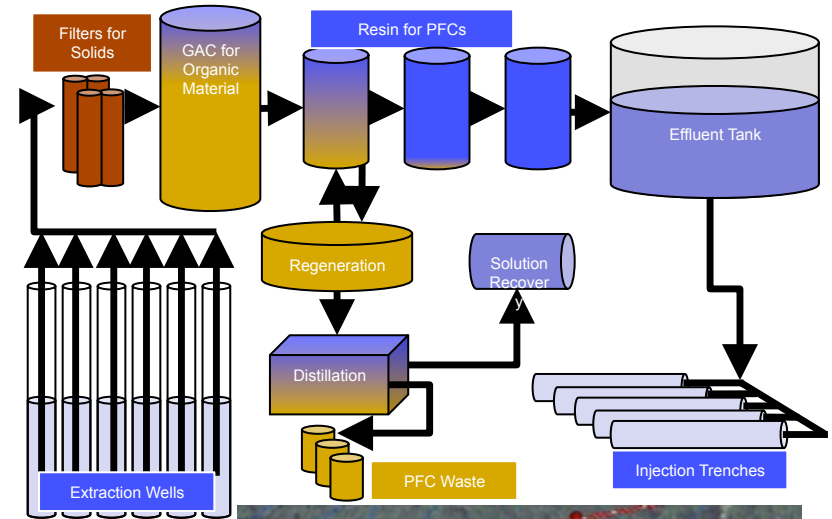 Filters for
Solids
GAC for
Organic
Material
Resin for PFCs
Effluent Tank
Regeneration
Solution
Recover
y
Distillation
PFC Waste
Extraction Wells
Injection Trenches